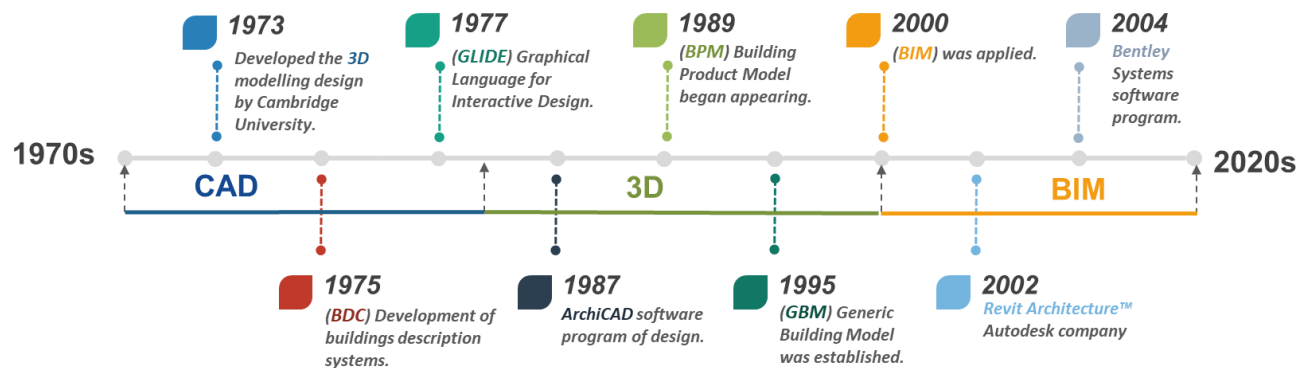 1973
Developed the 3D
modelling design
by Cambridge
University.
1977
(GLIDE) Graphical
Language for
Interactive Design.
1989
(BPM) Building
Product Model
began appearing.
2000
(BIM) was applied.
2004
Bentley
Systems
software
program.
1970s
2020s
CAD
3D
BIM
1975
(BDC) Development of
buildings description
systems.
1987
ArchiCAD software
program of design.
1995
(GBM) Generic
Building Model
was established.
2002
Revit Architecture™
Autodesk company